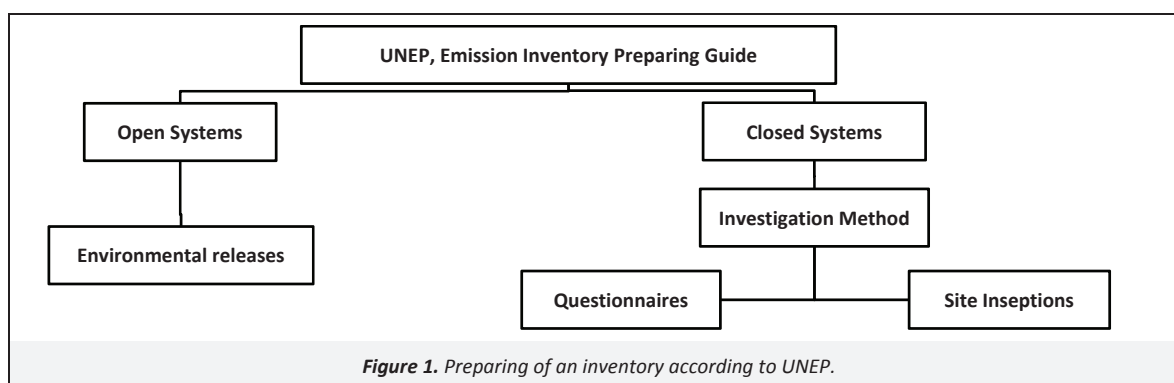 UNEP, Emission Inventory Preparing Guide
Open Systems
Closed Systems
Environmental releases
Investigation Method
Questionnaires
Site Inseptions
Figure 1. Preparing of an inventory according to UNEP.